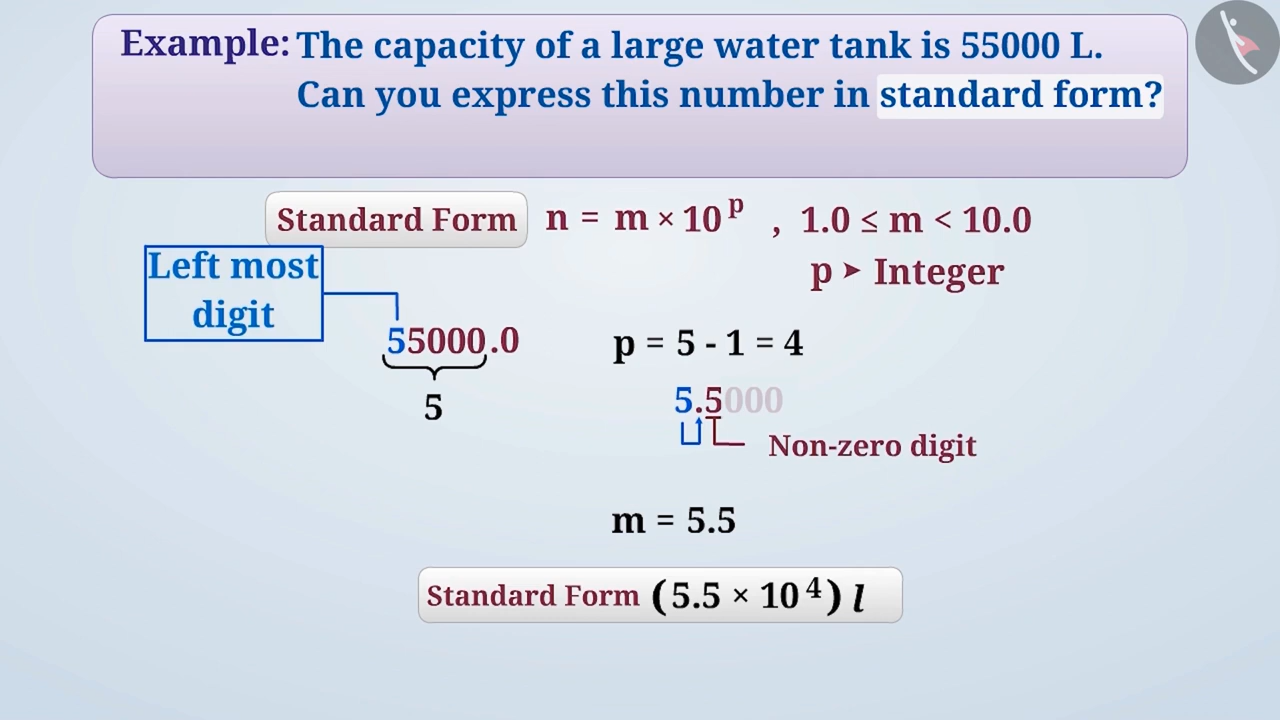 Example: The capacity of a large water tank is 55000 L.
Can you express this number in standard form?
Standard Form n = m × 10^p , 1.0 ≤ m < 10.0
p ➤ Integer
Left most
digit
55000.0
5
p = 5 - 1 = 4
5.5000
Non-zero digit
m = 5.5
Standard Form (5.5 × 10^4) l